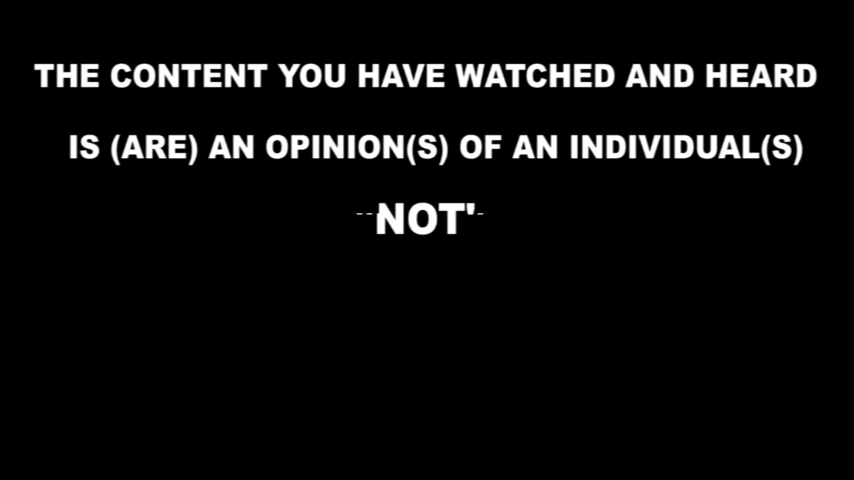 THE CONTENT YOU HAVE WATCHED AND HEARD
IS (ARE) AN OPINION(S) OF AN INDIVIDUAL(S)
NOT'